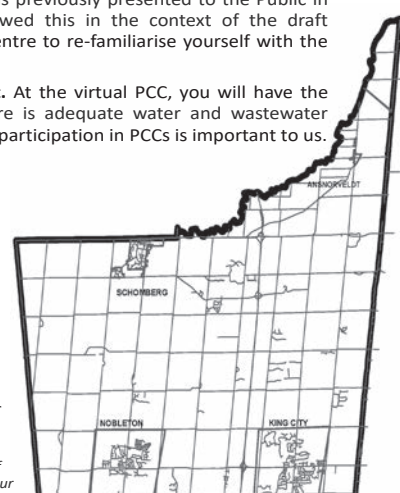 s previously presented to the Public in
wed this in the context of the draft
entre to re-familiarise yourself with the
t. At the virtual PCC, you will have the
re is adequate water and wastewater
participation in PCCs is important to us.
ANSNORVELDT
SCHOMBERG
NOBLETON
KING CITY
ur